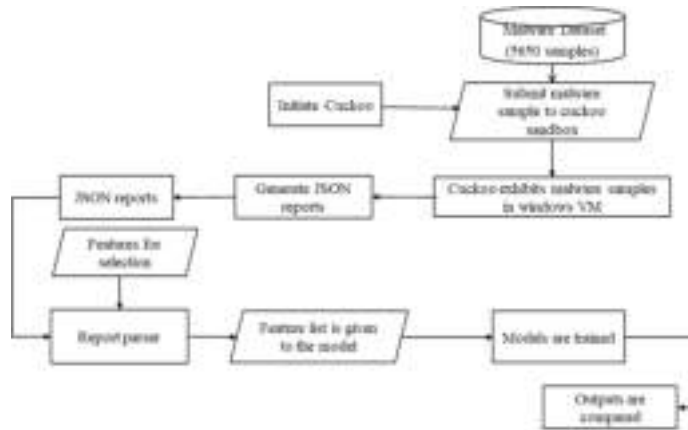 Malware Dataset
(5650 samples)
Initiate Cuckoo
Submit malware
sample to cuckoo
sandbox
JSON reports
Generate JSON
reports
Cuckoo exhibits malware samples
in windows VM
Features for
selection
Report parser
Feature list is given
to the model
Models are trained
Outputs are
compared